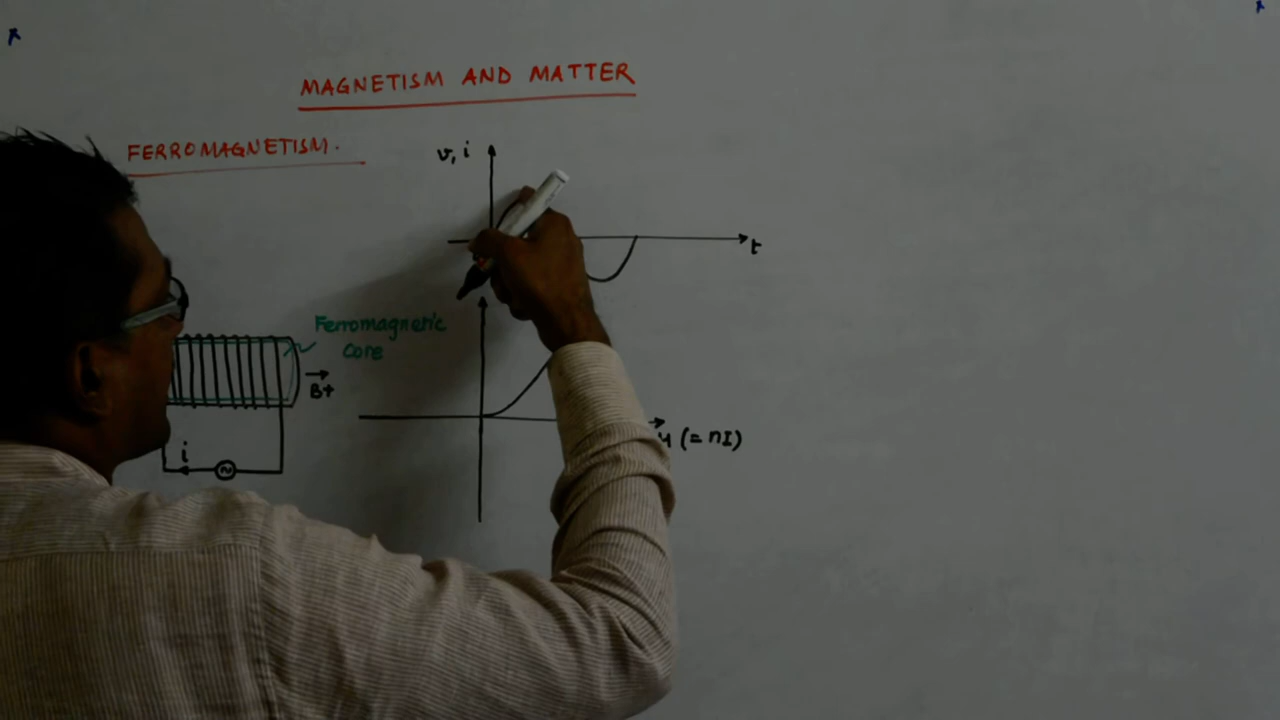 MAGNETISM AND MATTER
FERROMAGNETISM.
v, i
t
Ferromagnetic
Core
B+
i
(= nI)